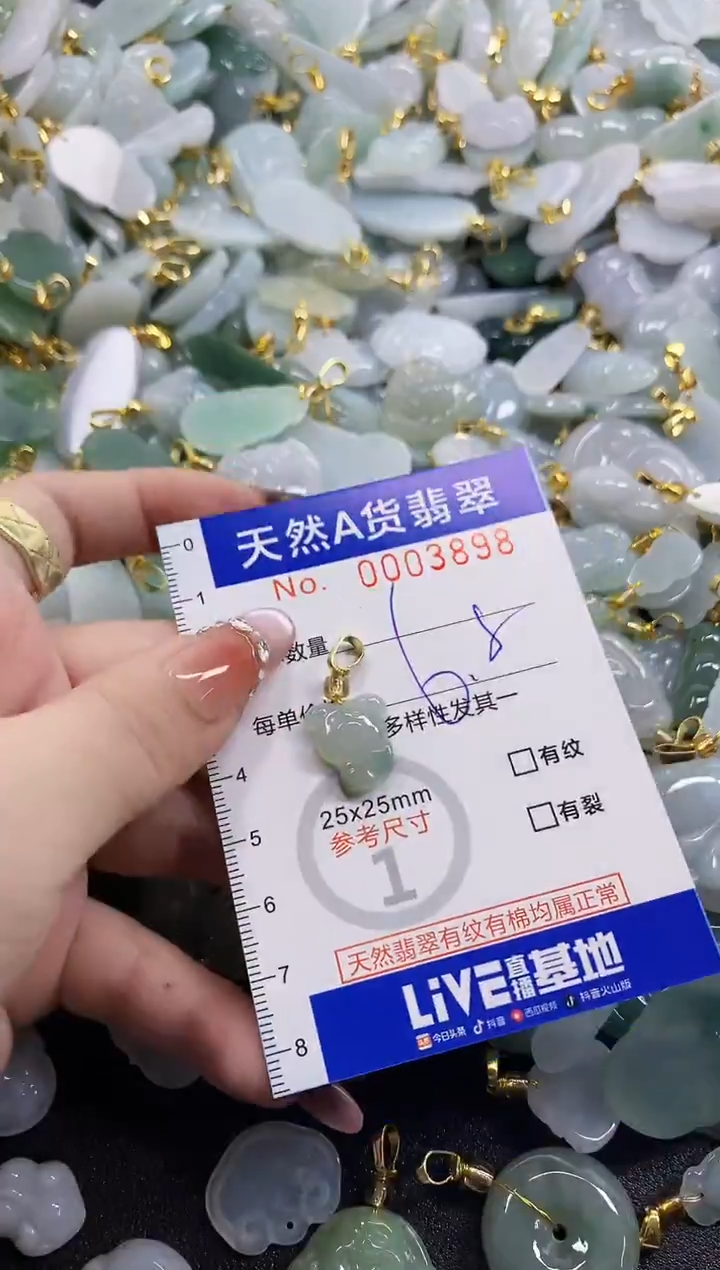 天然A货翡翠
No. 0003898
数量
68
每单 多样性发其一
25x25mm
参考尺寸
1
有纹
有裂
天然翡翠有纹有棉均属正常
LiVE直播基地
今日头条 抖音 西瓜视频 抖音火山版
0
1
4
5
6
7
8